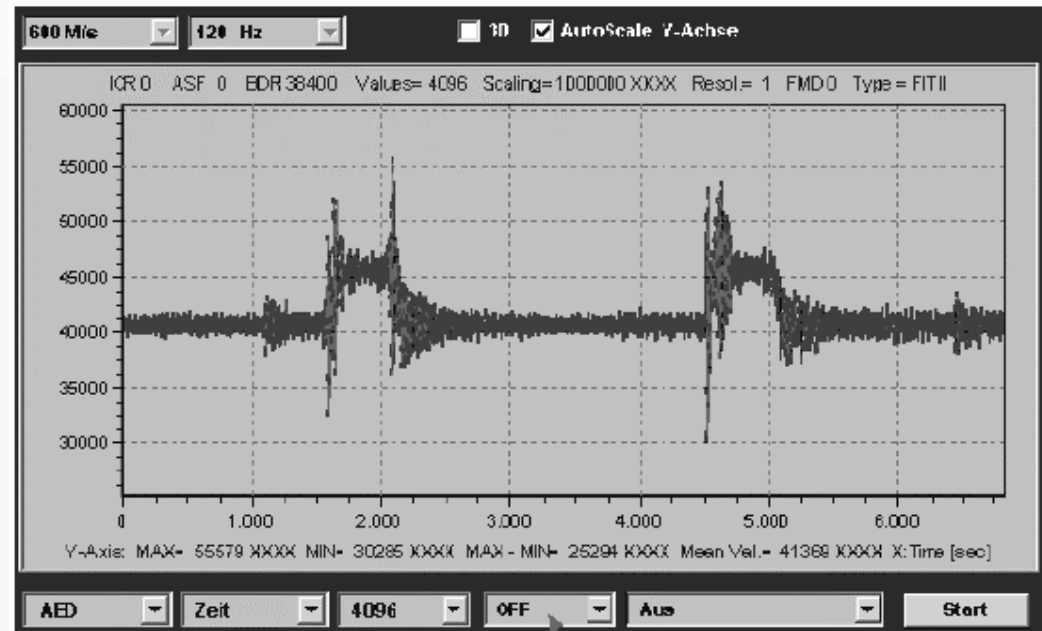 600 M/s 120 Hz 3D AutoScale Y-Achse
ICR 0 ASF 0 BDR 38400 Values= 4096 Scaling=1000000 XXXX Resol.= 1 FMD 0 Type = FIT II
60000
55000
50000
45000
40000
35000
30000
0 1.000 2.000 3.000 4.000 5.000 6.000
Y-Axis: MAX= 55579 XXXX MIN= 30285 XXXX MAX - MIN= 25294 XXXX Mean Val.= 41369 XXXX X:Time [sec]
AED Zeit 4096 OFF Aus Start